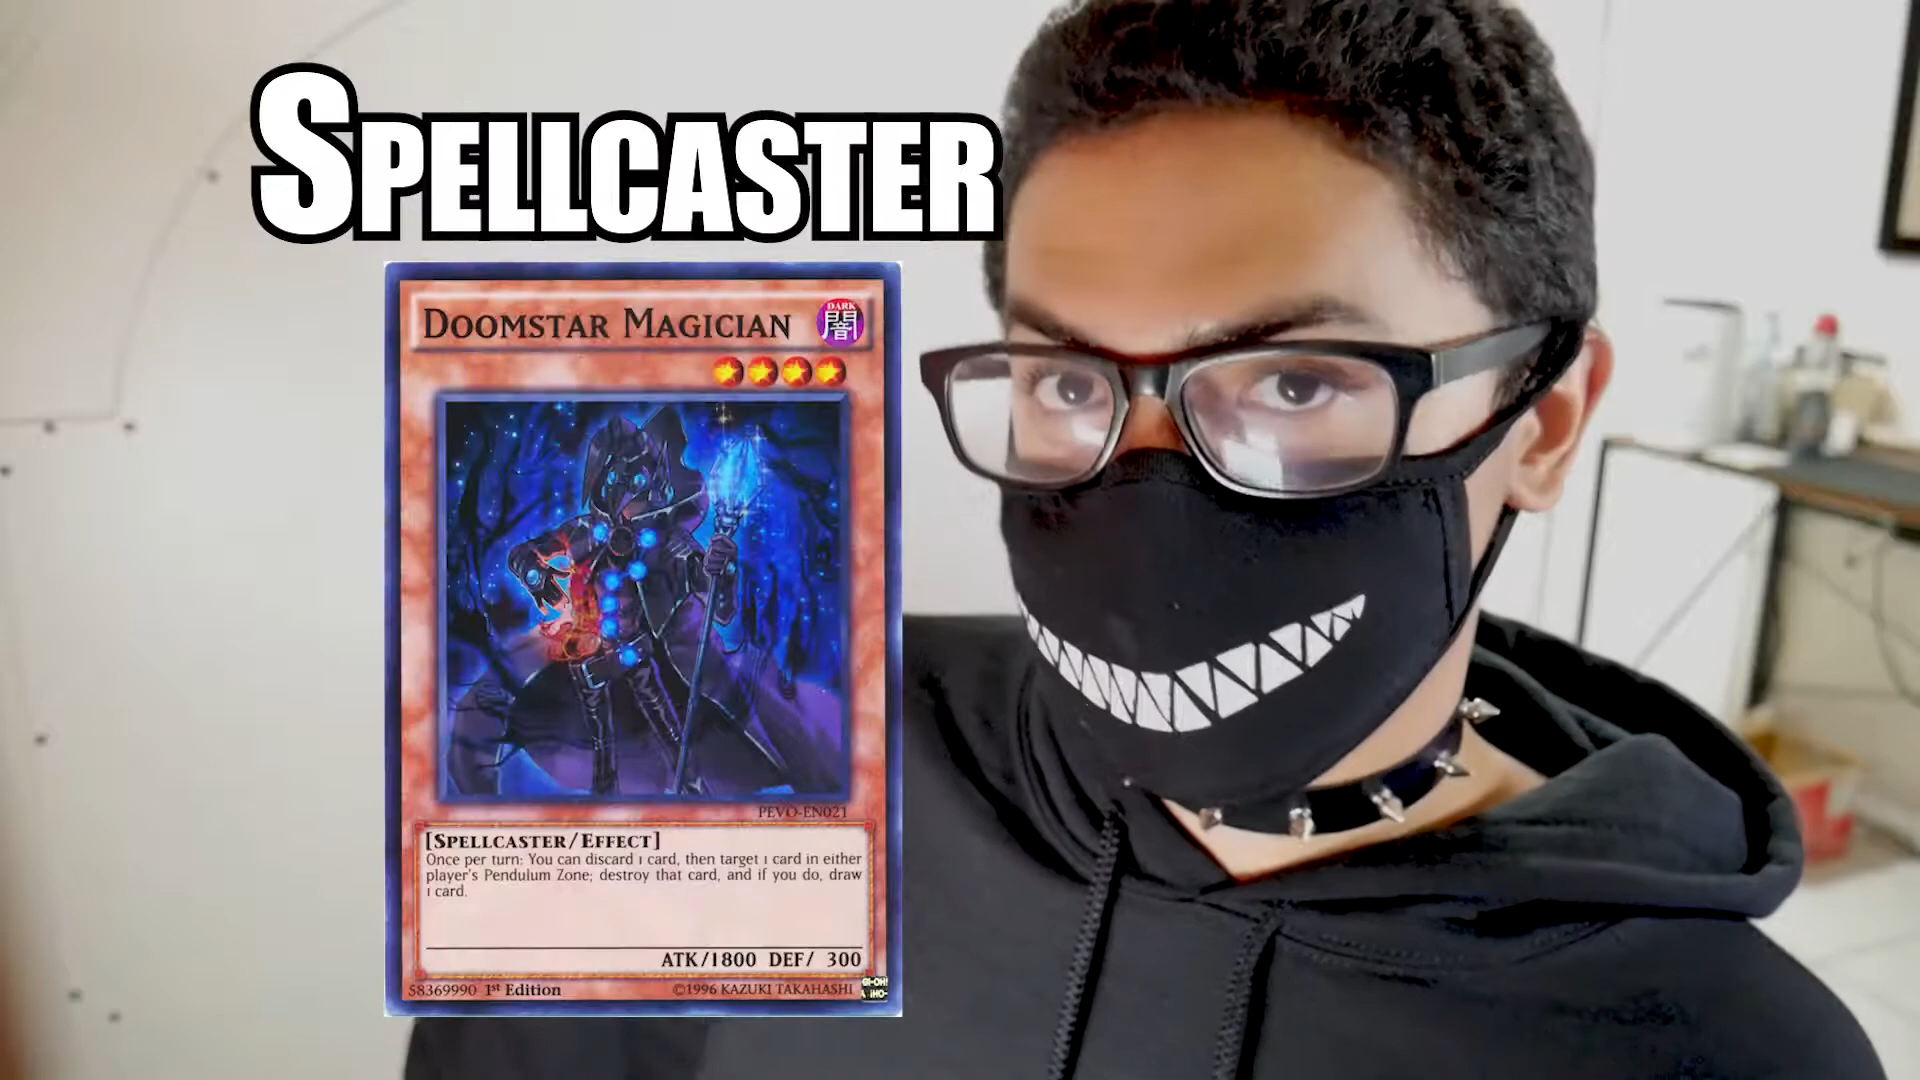 SPELLCASTER
DOOMSTAR MAGICIAN
DARK
闇
PEVO-EN021
[SPELLCASTER/EFFECT]
Once per turn: You can discard 1 card, then target 1 card in either
player's Pendulum Zone; destroy that card, and if you do, draw
1 card.
ATK/1800 DEF/ 300
58369990 1st Edition
©1996 KAZUKI TAKAHASHI